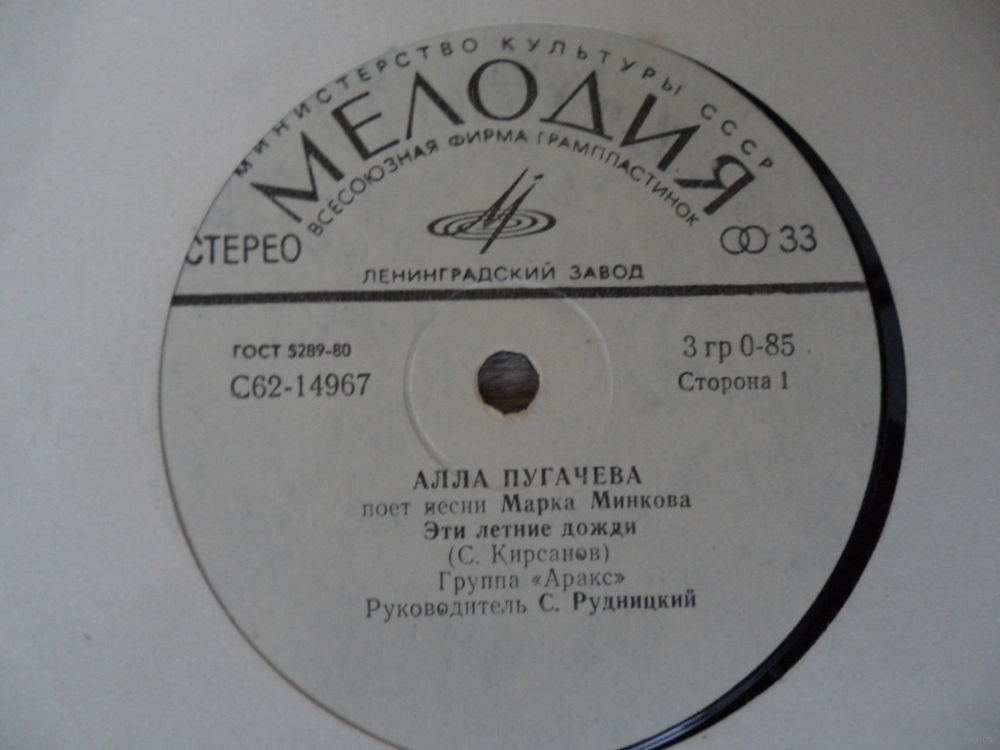 МИНИСТЕРСТВО КУЛЬТУРЫ СССР
МЕЛОДИЯ
ВСЕСОЮЗНАЯ ФИРМА ГРАМПЛАСТИНОК
СТЕРЕО
33
ЛЕНИНГРАДСКИЙ ЗАВОД
ГОСТ 5289-80
3 гр 0-85
С62-14967
Сторона 1
АЛЛА ПУГАЧЕВА
поет песни Марка Минкова
Эти летние дожди
(С. Кирсанов)
Группа «Аракс»
Руководитель С. Рудницкий